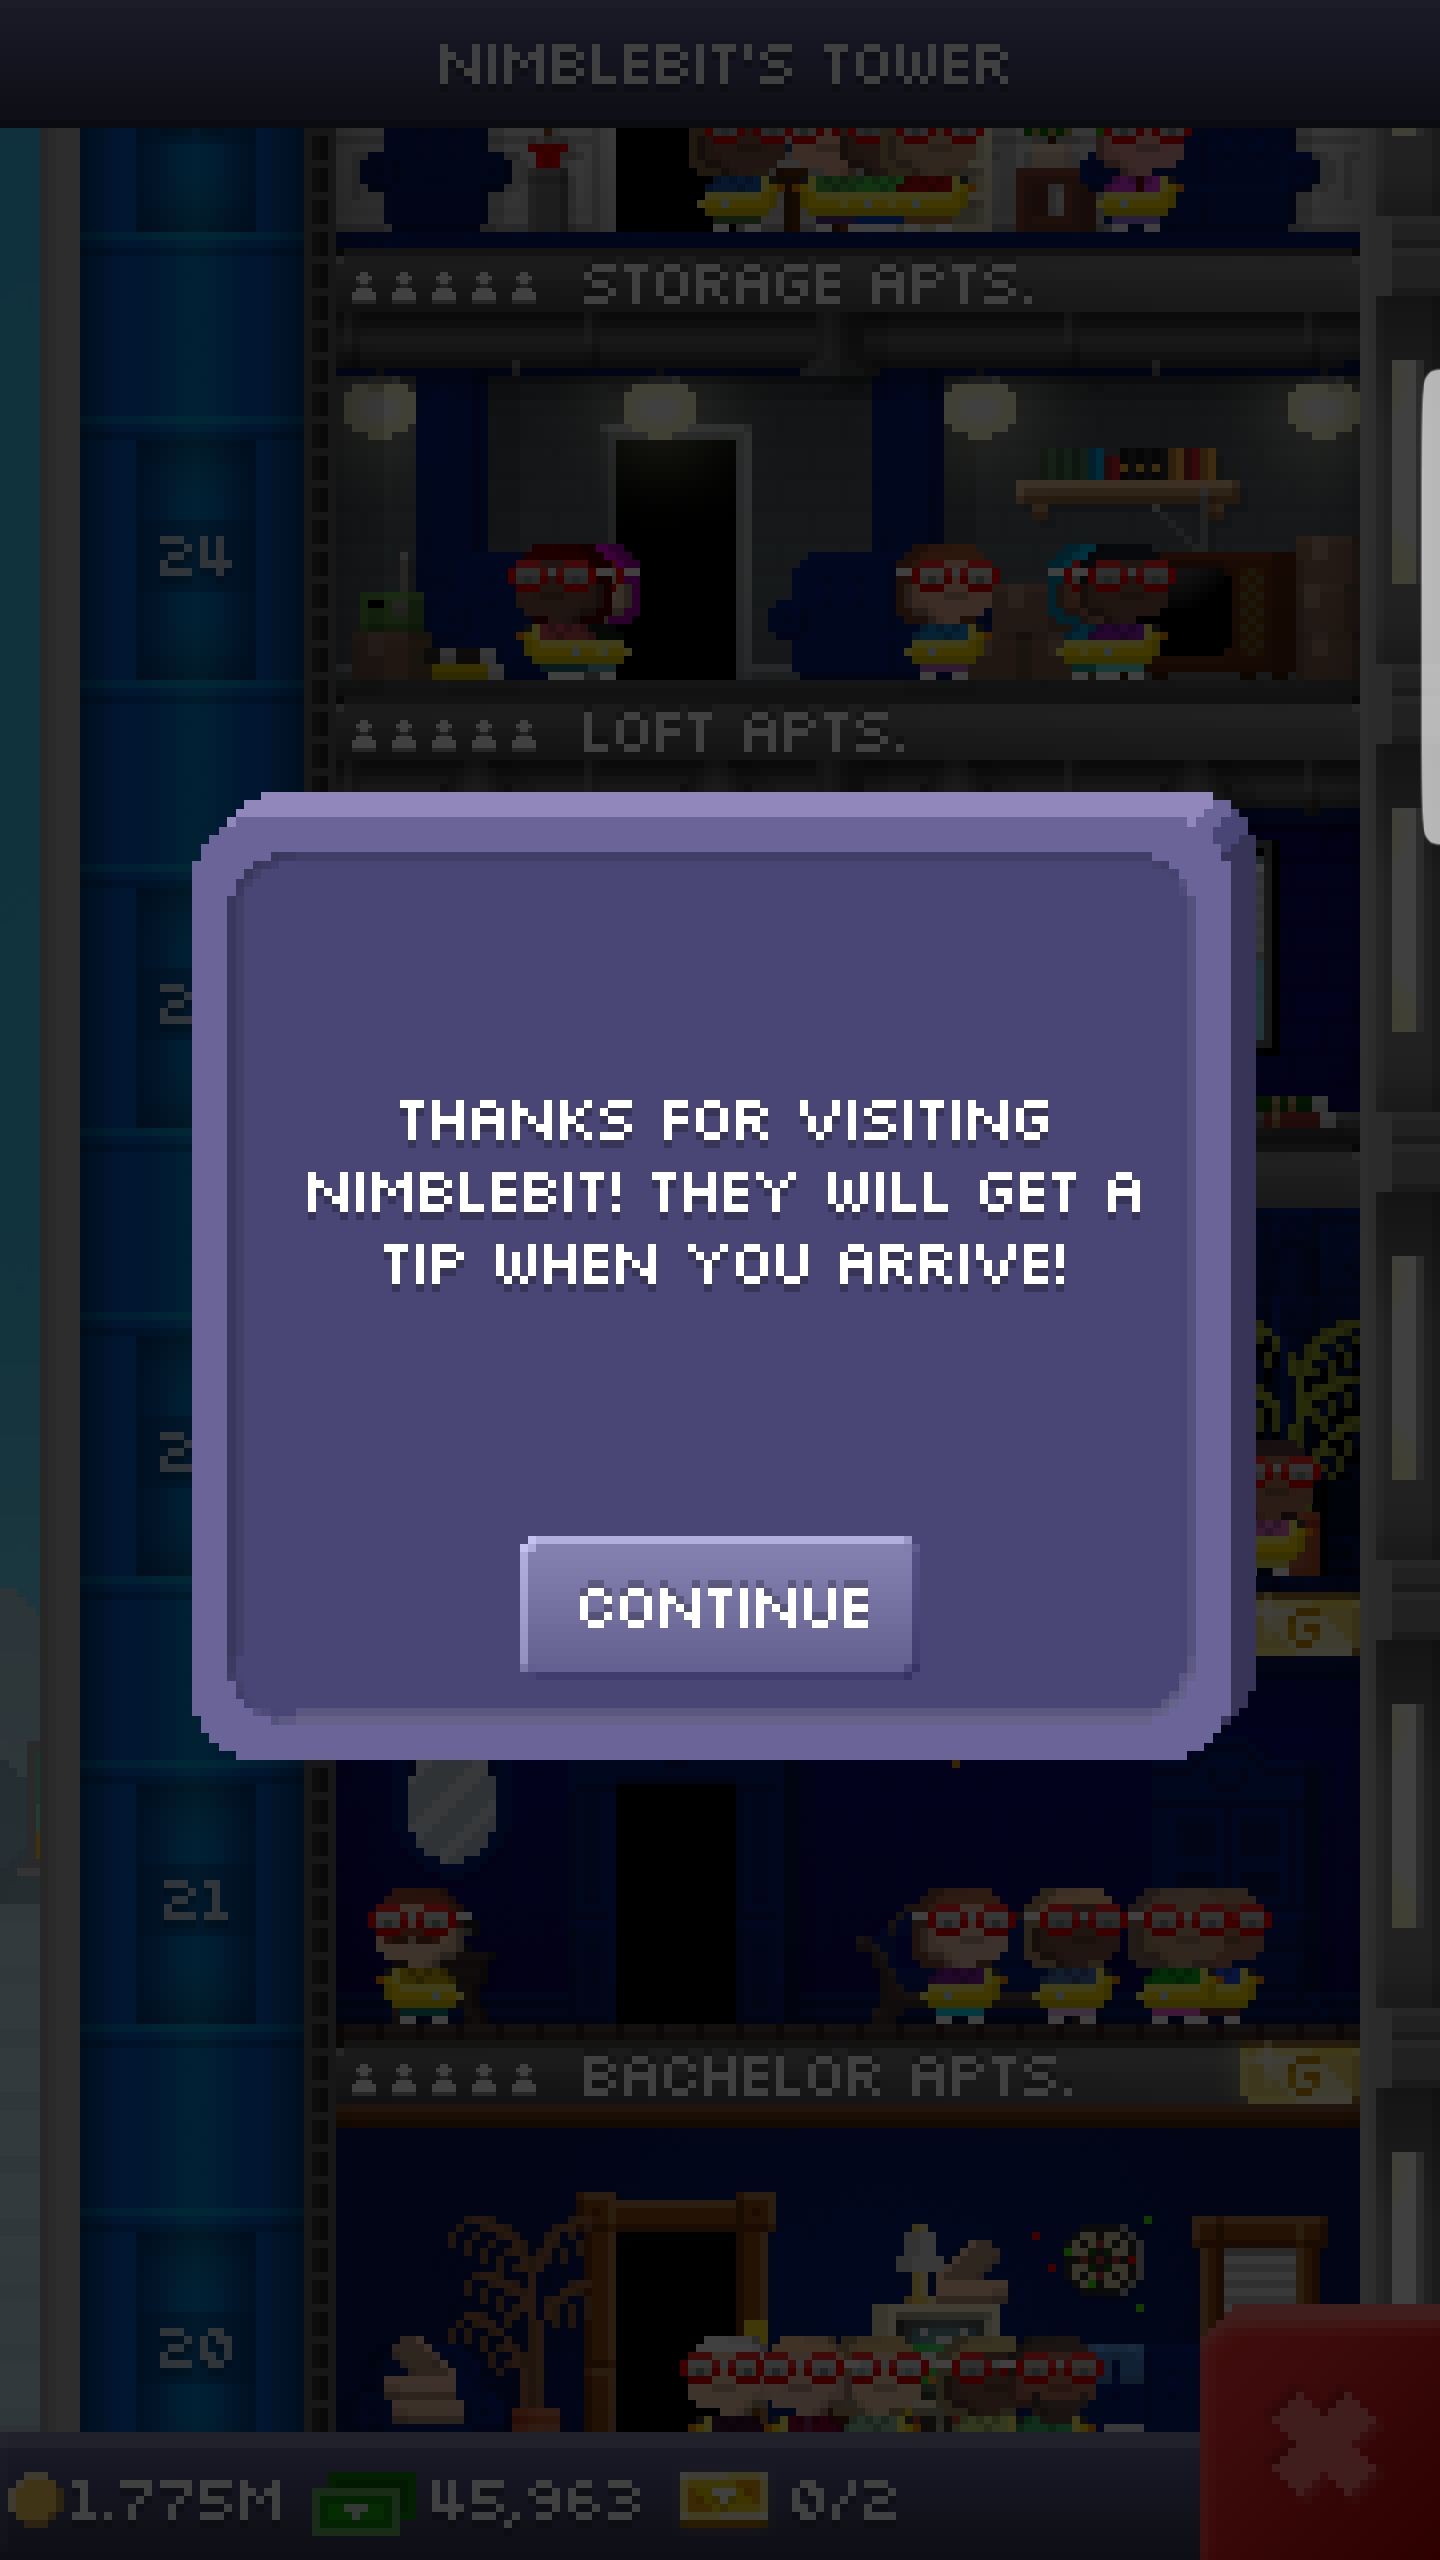 NIMBLEBIT'S TOWER
STORAGE APTS.
24
LOFT APTS.
THANKS FOR VISITING
NIMBLEBIT! THEY WILL GET A
TIP WHEN YOU ARRIVE!
CONTINUE
G
21
BACHELOR APTS.
G
20
1.775M 45,963 0/2